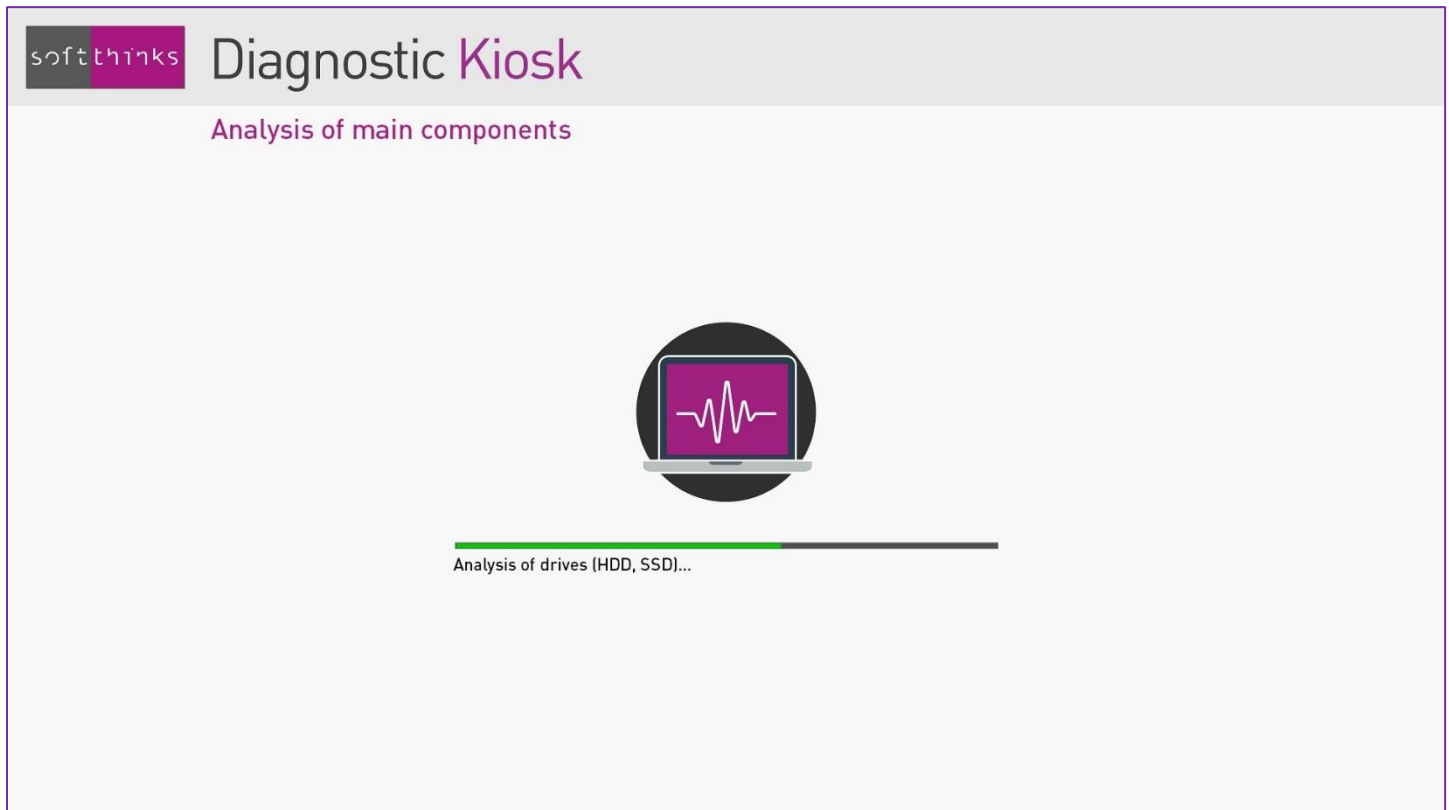 softthinks
Diagnostic Kiosk
Analysis of main components
Analysis of drives (HDD, SSD)...